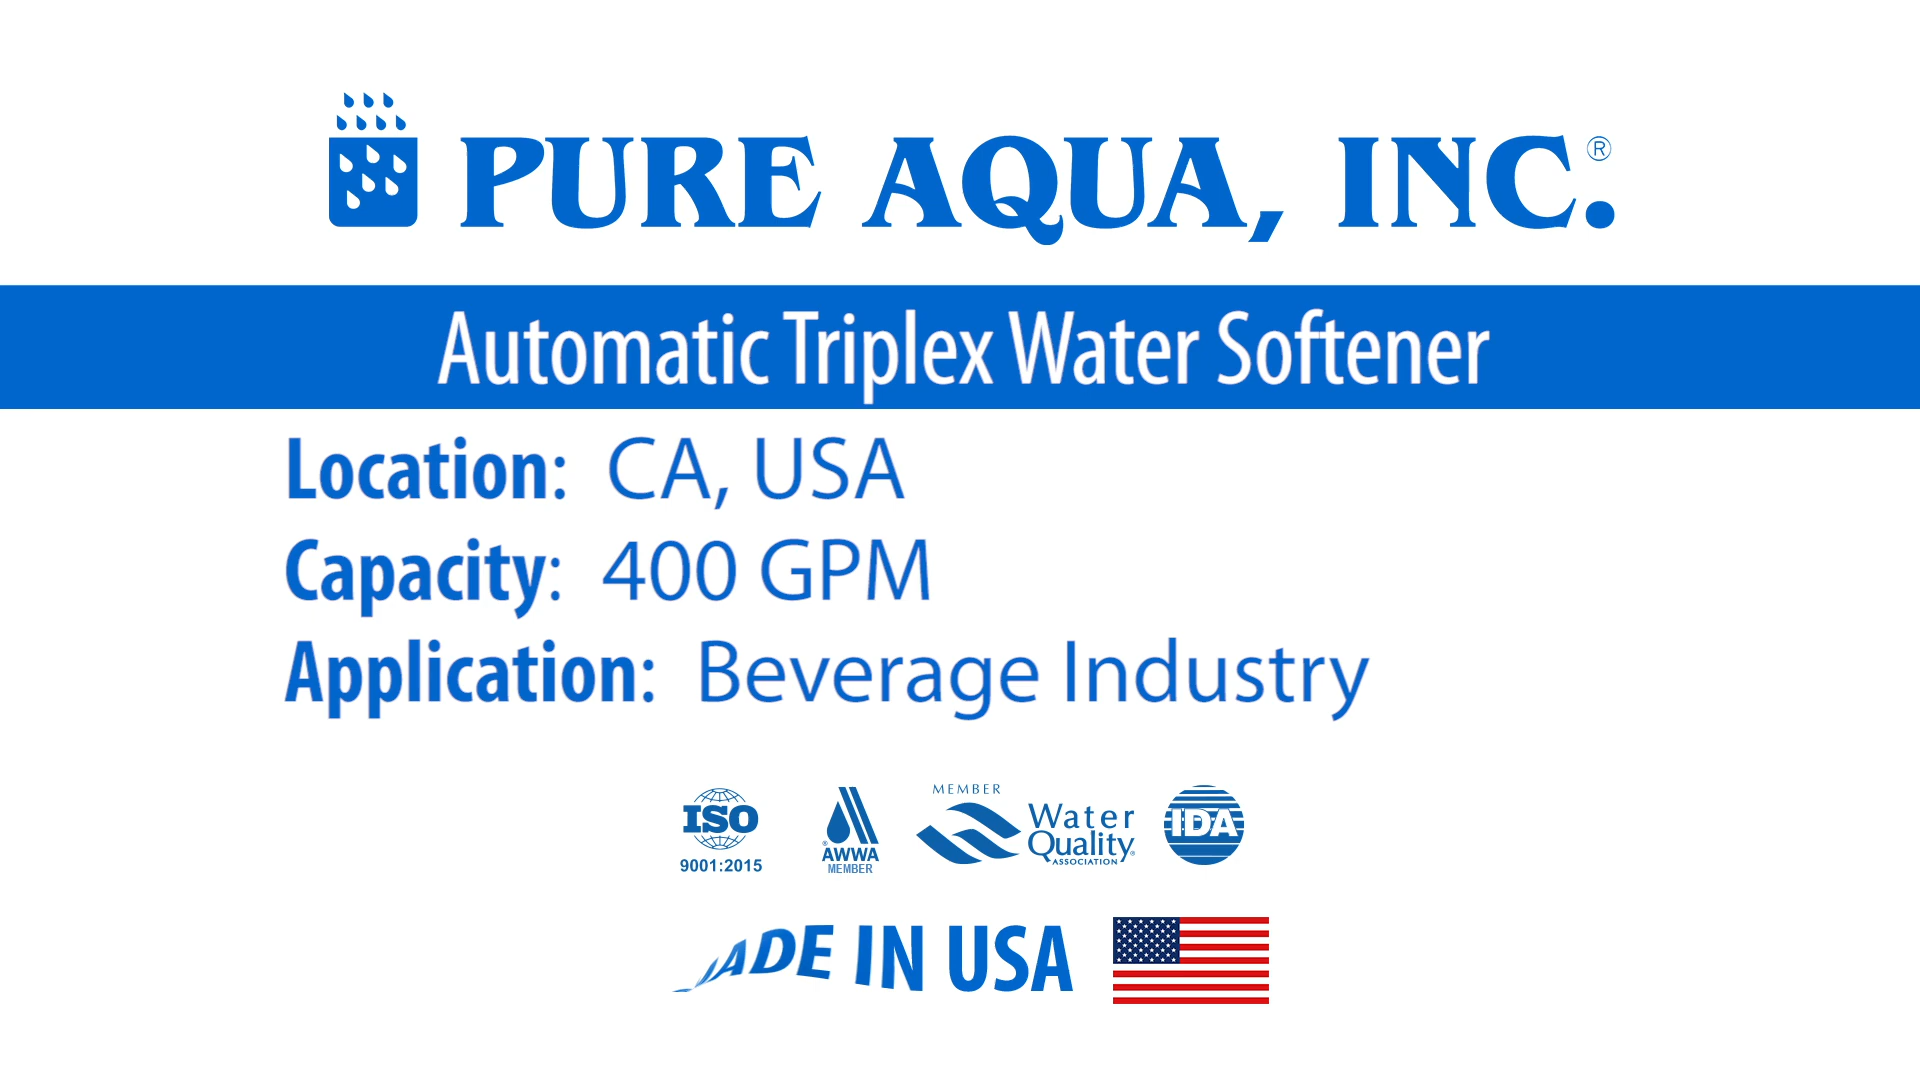 PURE AQUA, INC.®
Automatic Triplex Water Softener
Location: CA, USA
Capacity: 400 GPM
Application: Beverage Industry
ISO
9001:2015
® AWWA
MEMBER
MEMBER
Water
Quality®
ASSOCIATION
IDA
ADE IN USA